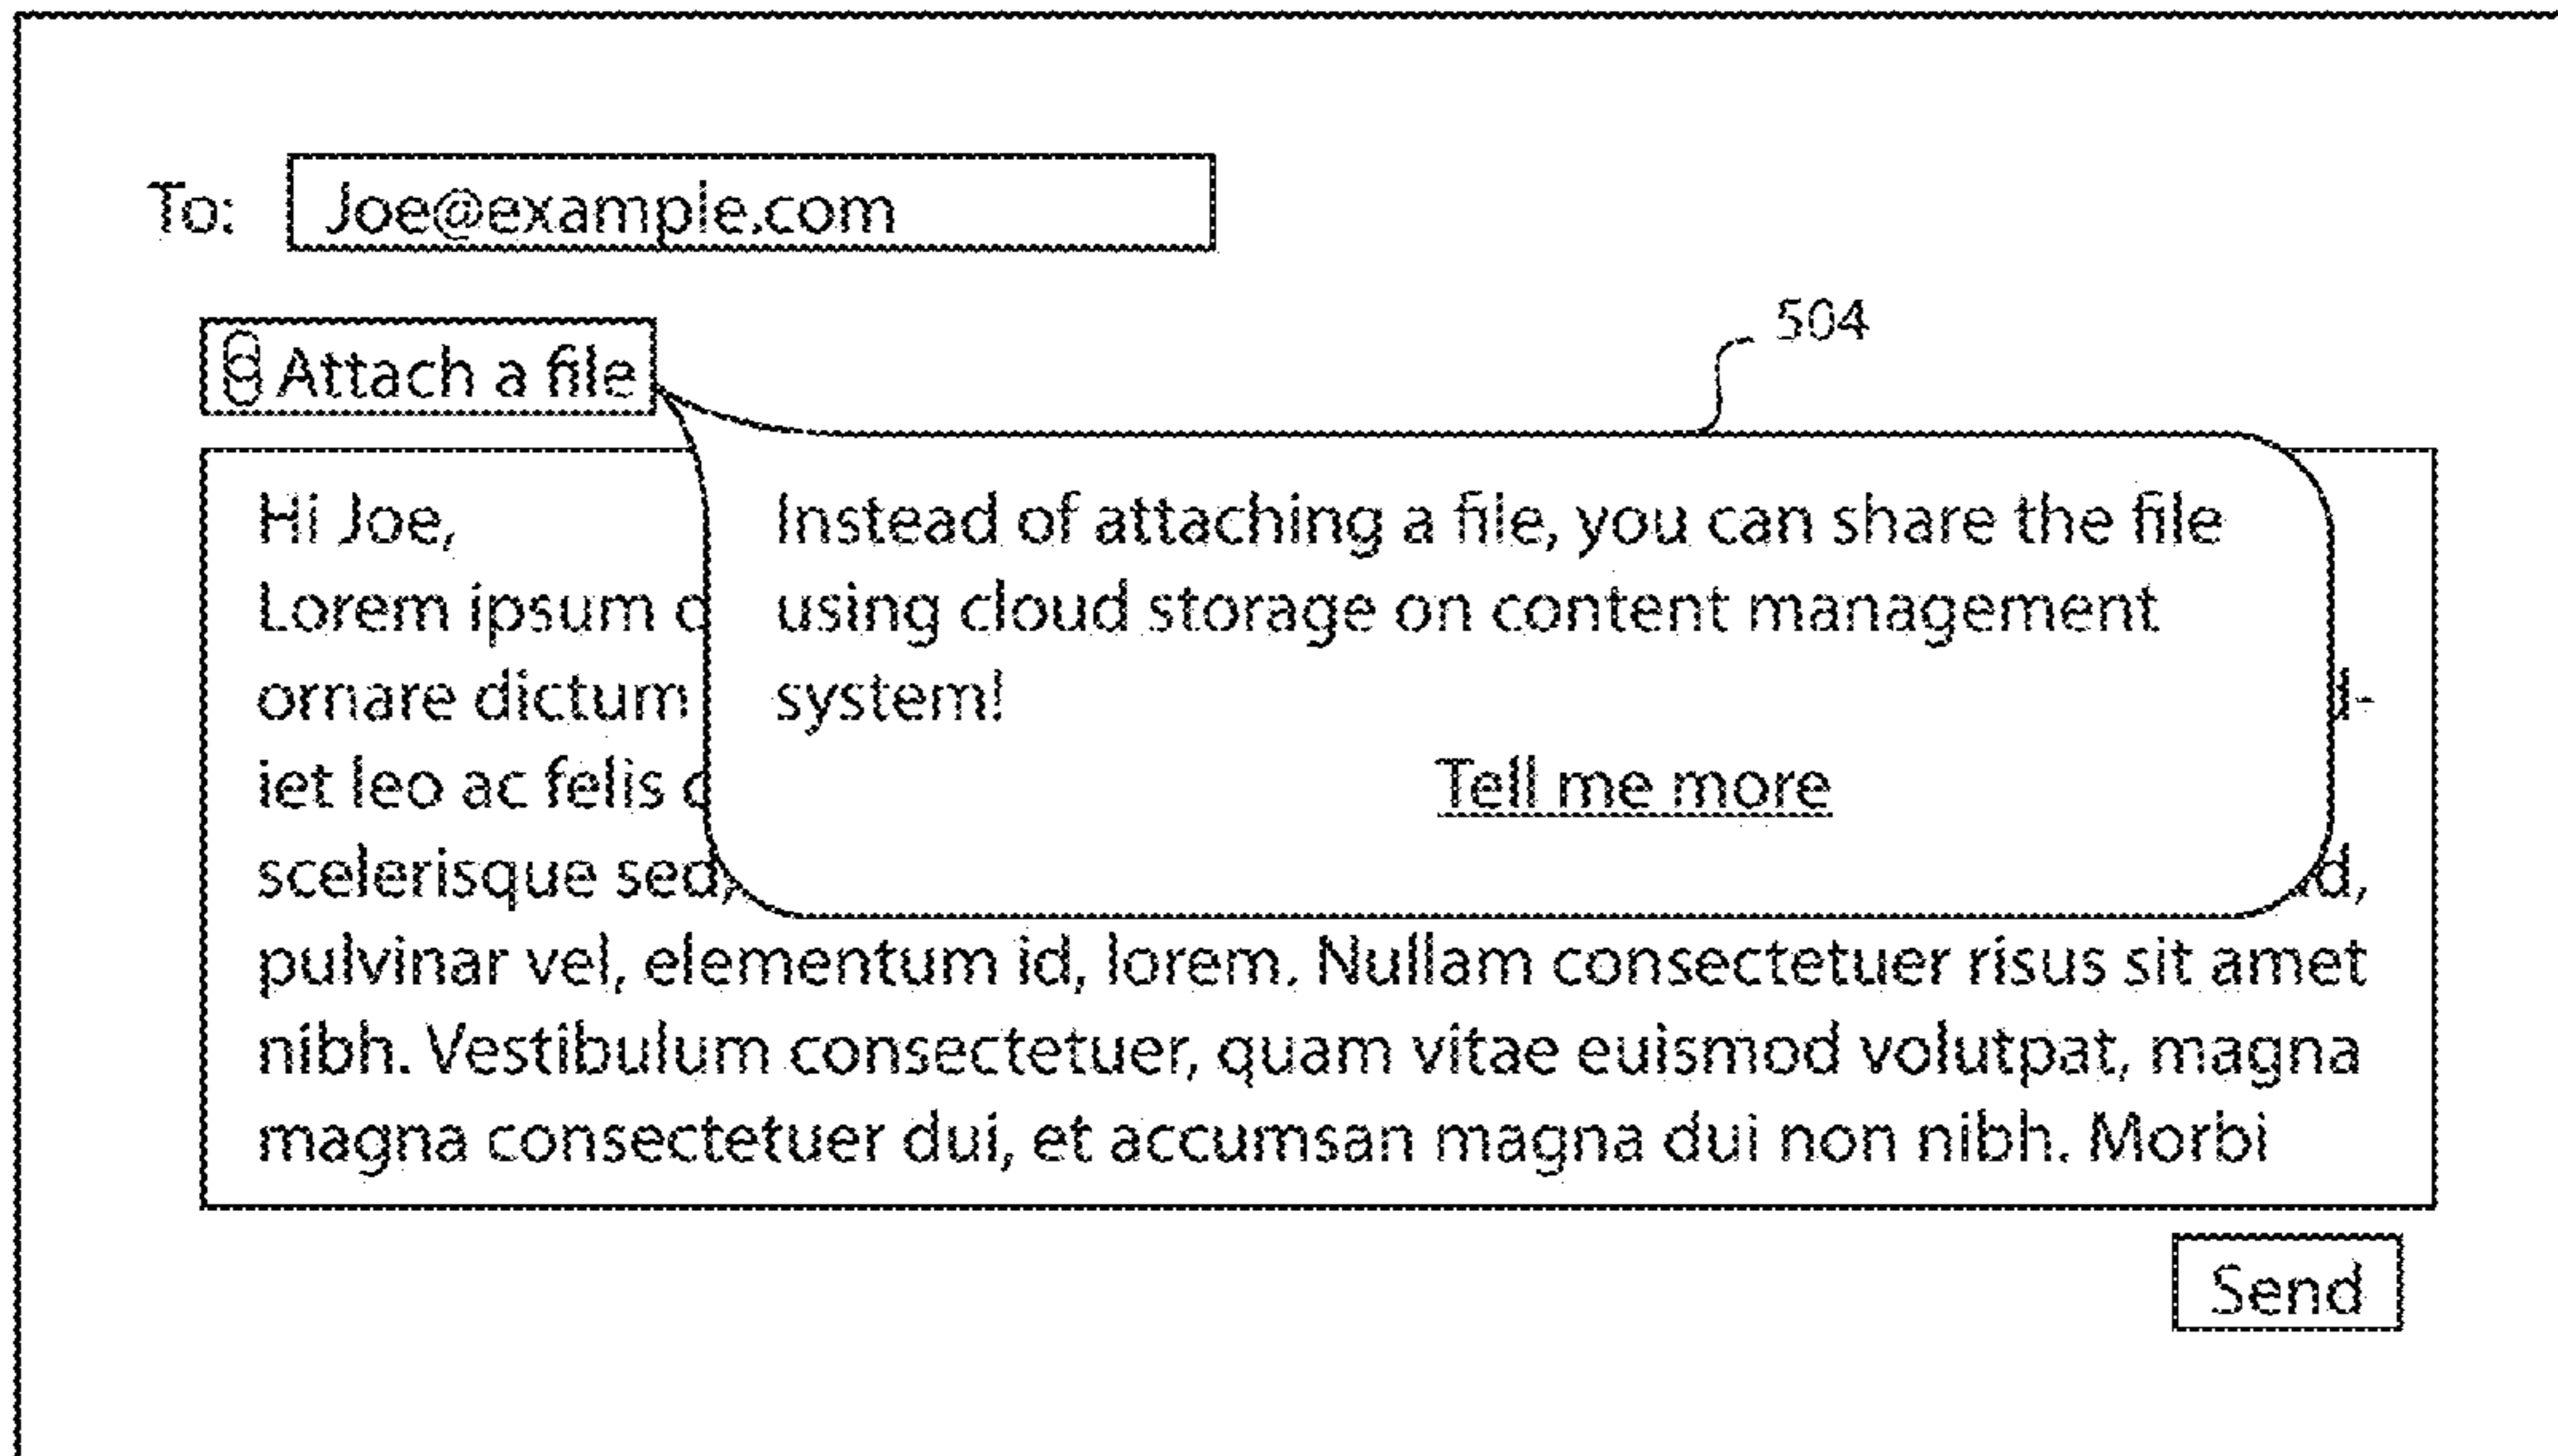 To: Joe@example.com
504
Attach a file
Hi Joe,
Instead of attaching a file, you can share the file
Lorem ipsum
using cloud storage on content management
ornare dictum
system!
iet leo ac felis
Tell me more
scelerisque sed,
pulvinar vel, elementum id, lorem. Nullam consectetuer risus sit amet
nibh. Vestibulum consectetuer, quam vitae euismod volutpat, magna
magna consectetuer dui, et accumsan magna dui non nibh. Morbi
Send